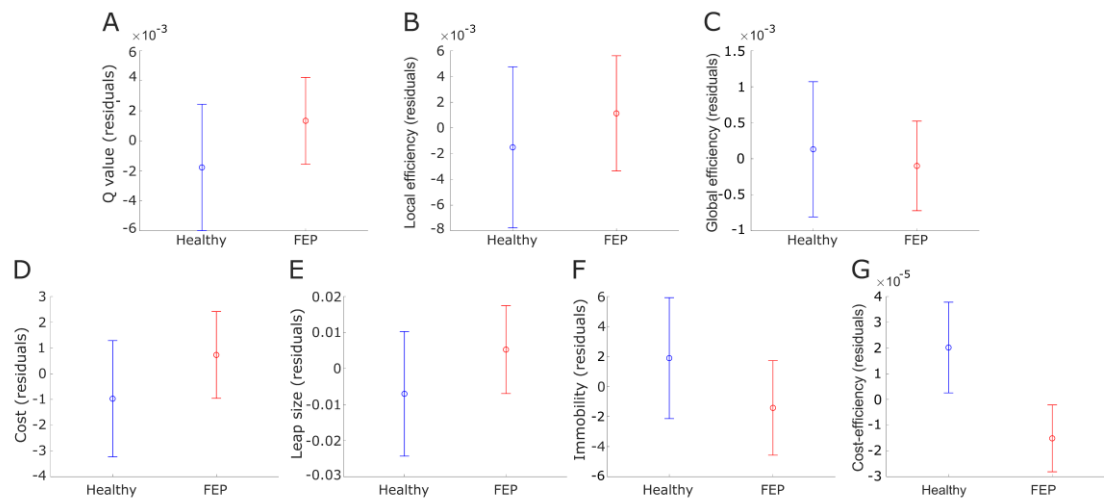 A
×10⁻³
Q value (residuals)
6
4
2
0
-2
-4
-6
Healthy FEP
B
×10⁻³
Local efficiency (residuals)
6
4
2
0
-2
-4
-6
-8
Healthy FEP
C
×10⁻³
Global efficiency (residuals)
1.5
1
0.5
0
-0.5
-1
Healthy FEP
D
Cost (residuals)
3
2
1
0
-1
-2
-3
-4
Healthy FEP
E
Leap size (residuals)
0.02
0.01
0
-0.01
-0.02
-0.03
Healthy FEP
F
Immobility (residuals)
6
4
2
0
-2
-4
-6
Healthy FEP
G
×10⁻⁵
Cost-efficiency (residuals)
4
3
2
1
0
-1
-2
-3
Healthy FEP